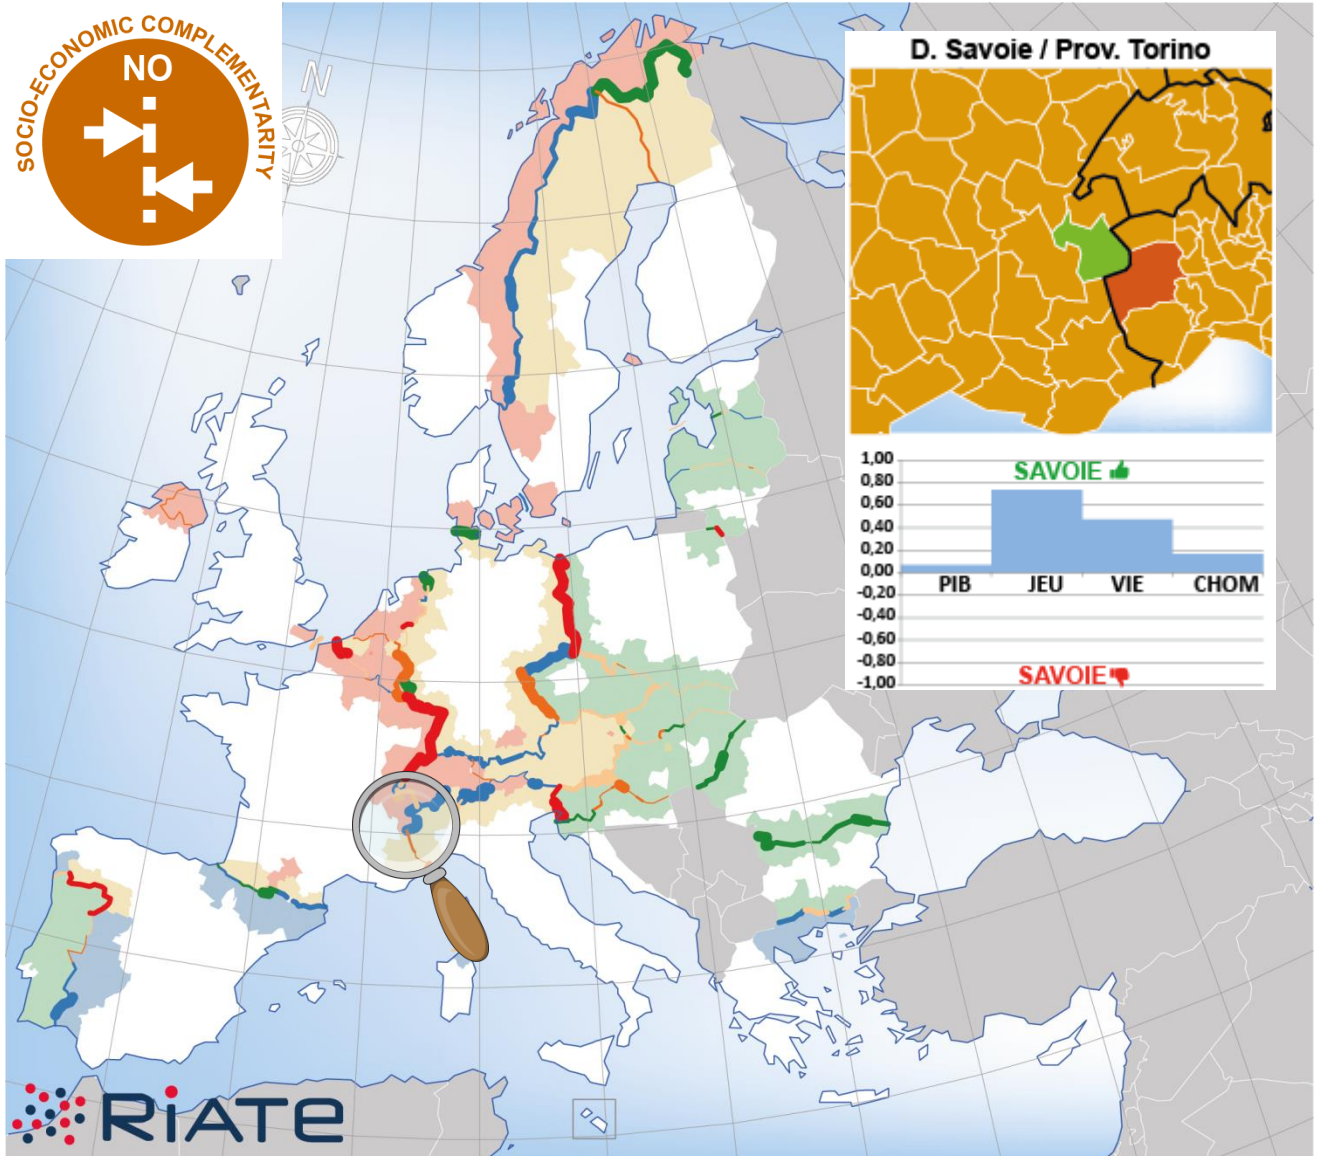 SOCIO-ECONOMIC COMPLEMENTARITY
NO
N
D. Savoie / Prov. Torino
1,00
0,80
0,60
0,40
0,20
0,00
-0,20
-0,40
-0,60
-0,80
-1,00
SAVOIE
PIB JEU VIE CHOM
SAVOIE
RiATe